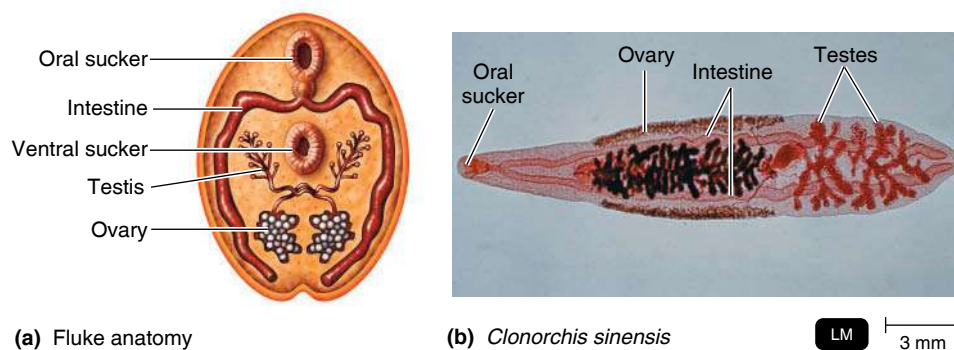 Oral sucker
Intestine
Ventral sucker
Testis
Ovary
(a) Fluke anatomy
Ovary
Intestine
Testes
Oral
sucker
(b) Clonorchis sinensis
LM
3 mm